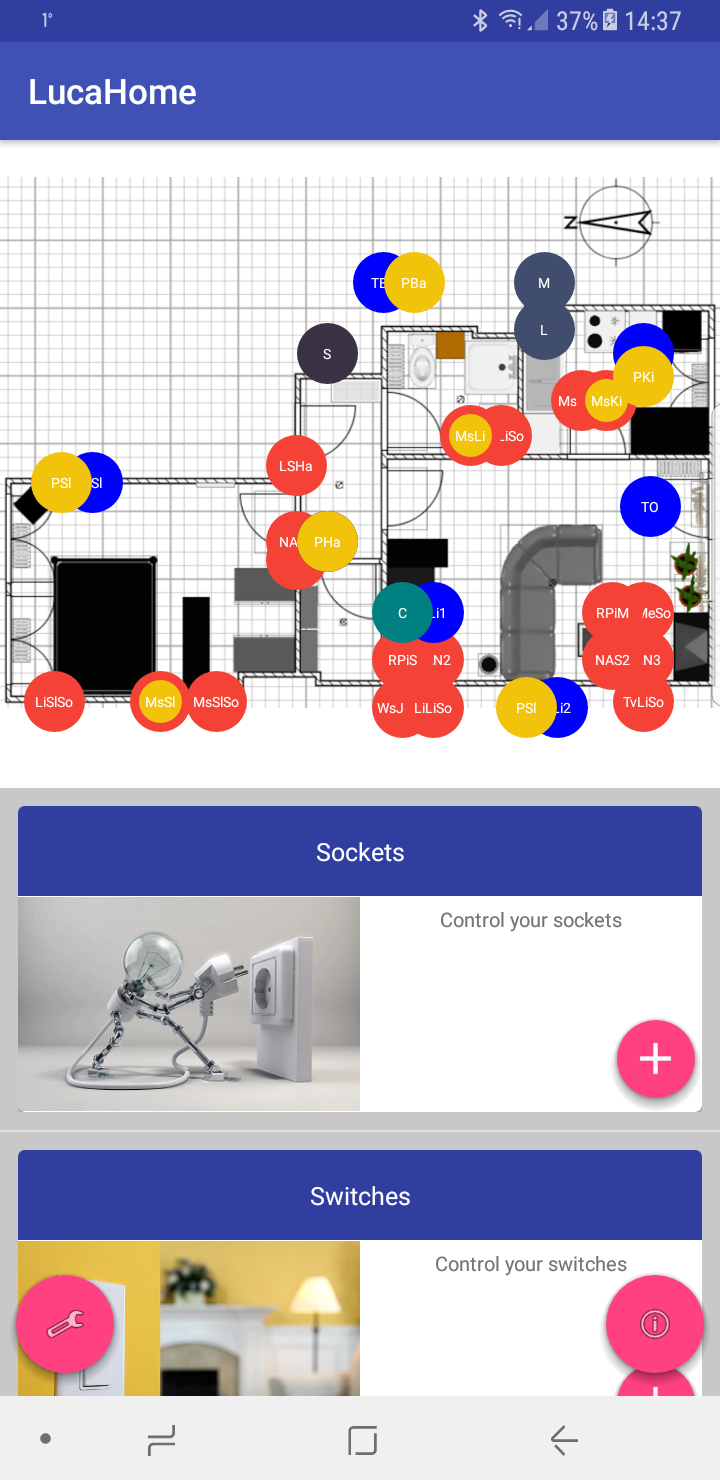 1°
37%
14:37
LucaHome
N
PBa
M
L
S
PKi
Ms
MsKi
MsLi
LiSo
LSHa
PSl
Sl
TO
NA
PHa
C
Li1
RPiM
MeSo
RPiS
N2
NAS2
N3
LiSlSo
MsSl
MsSlSo
WsJ
LiLiSo
PSl
Li2
TvLiSo
Sockets
Control your sockets
Switches
Control your switches